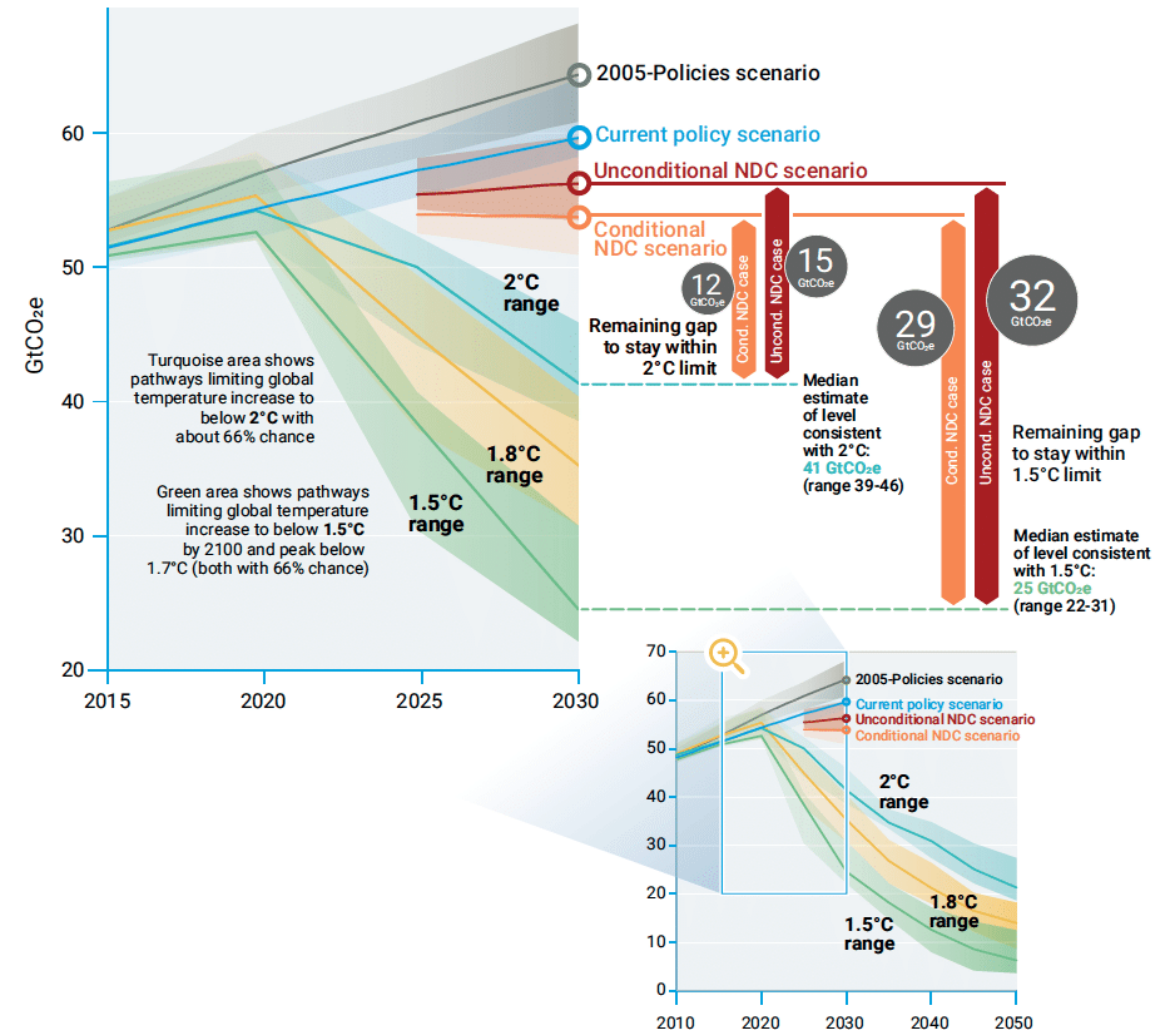 GtCO₂e
60
50
40
30
20
2015
2020
2025
2030
2005-Policies scenario
Current policy scenario
Unconditional NDC scenario
Conditional
NDC scenario
2°C
range
1.8°C
range
1.5°C
range
Turquoise area shows
pathways limiting global
temperature increase to
below 2°C with
about 66% chance
Green area shows pathways
limiting global temperature
increase to below 1.5°C
by 2100 and peak below
1.7°C (both with 66% chance)
12
GtCO₂e
Cond. NDC case
Uncond. NDC case
15
GtCO₂e
Remaining gap
to stay within
2°C limit
Median
estimate
of level
consistent
with 2°C:
41 GtCO₂e
(range 39-46)
29
GtCO₂e
Cond. NDC case
Uncond. NDC case
32
GtCO₂e
Remaining gap
to stay within
1.5°C limit
Median estimate
of level consistent
with 1.5°C:
25 GtCO₂e
(range 22-31)
70
60
50
40
30
20
10
0
2010
2020
2030
2040
2050
2005-Policies scenario
Current policy scenario
Unconditional NDC scenario
Conditional NDC scenario
2°C
range
1.8°C
range
1.5°C
range